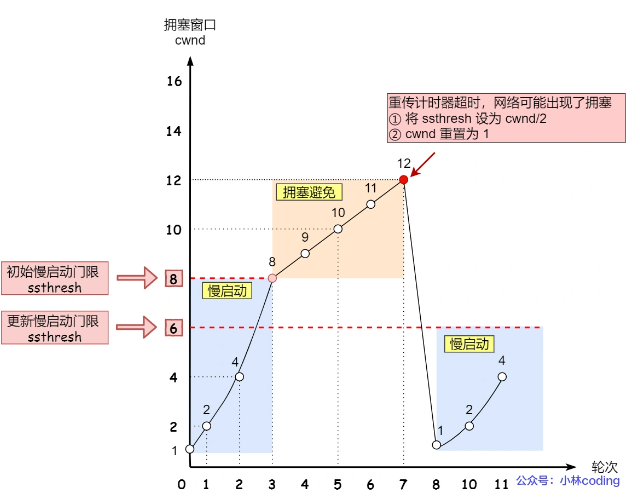 拥塞窗口
cwnd
16
14
12
10
8
6
4
2
1
重传计时器超时，网络可能出现了拥塞
① 将 ssthresh 设为 cwnd/2
② cwnd 重置为 1
初始慢启动门限
ssthresh
更新慢启动门限
ssthresh
拥塞避免
慢启动
慢启动
2
4
8
9
10
11
12
1
2
4
0 1 2 3 4 5 6 7 8 10 11
轮次
公众号：小林coding